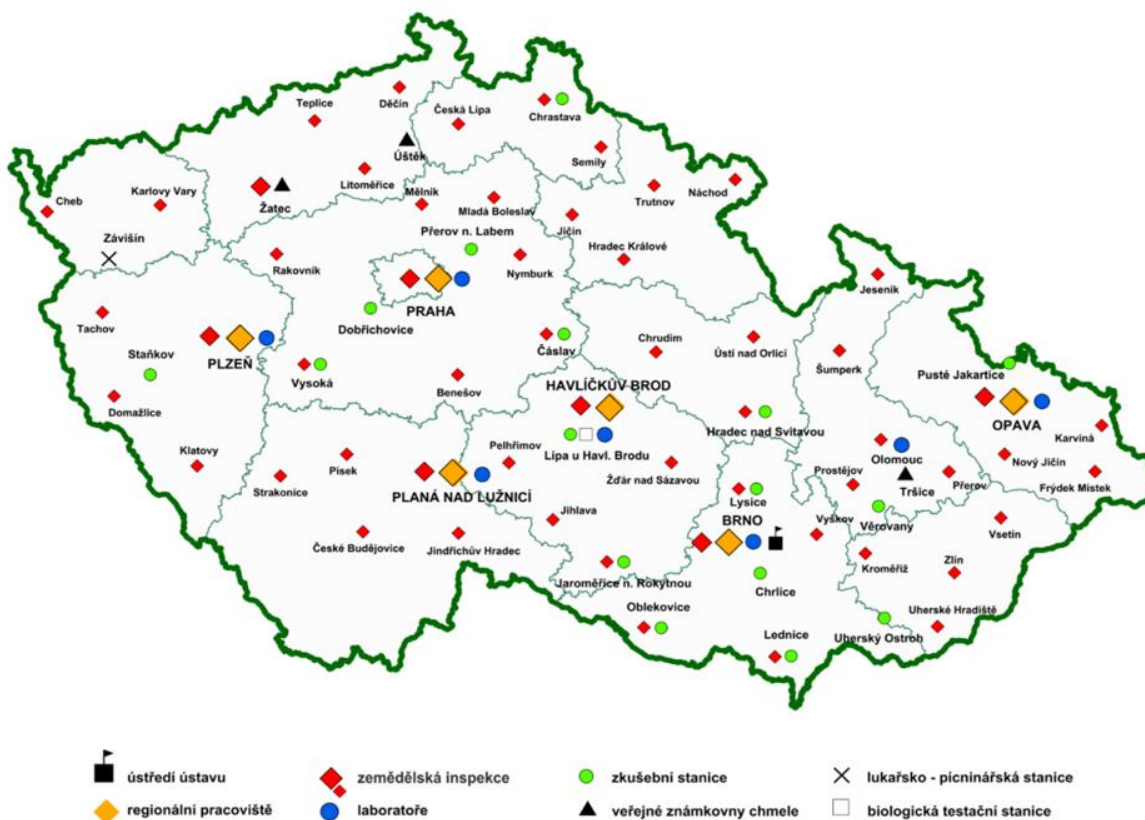 Děčín
Teplice
Česká Lípa
Chrastava
Úštěk
Semily
Litoměřice
Mělník
Trutnov
Náchod
Cheb
Karlovy Vary
Žatec
Mladá Boleslav
Jičín
Závišín
Přerov n. Labem
Hradec Králové
Rakovník
Nymburk
Jeseník
PRAHA
Tachov
Dobřichovice
Staňkov
PLZEŇ
Čáslav
Chrudim
Ústí nad Orlicí
Šumperk
Pusté Jakartice
Vysoká
Benešov
HAVLÍČKŮV BROD
Domažlice
OPAVA
Hradec nad Svitavou
Karviná
Klatovy
Písek
Pelhřimov
Lípa u Havl. Brodu
Olomouc
Nový Jičín
Strakonice
PLANÁ NAD LUŽNICÍ
Žďár nad Sázavou
Prostějov
Tršice
Přerov
Frýdek Místek
Lysice
Jihlava
BRNO
Vyškov
Věrovany
Vsetín
České Budějovice
Jindřichův Hradec
Kroměříž
Zlín
Jaroměřice n. Rokytnou
Chrlice
Oblekovice
Uherské Hradiště
Lednice
Uherský Ostroh
ústředí ústavu
zemědělská inspekce
zkušební stanice
lukařsko - pícninářská stanice
regionální pracoviště
laboratoře
veřejné známkovny chmele
biologická testační stanice